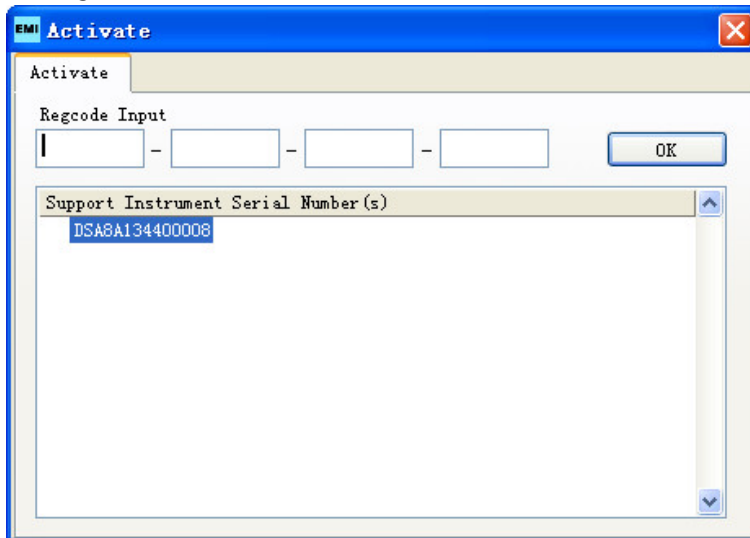 EMI Activate
Activate
Regcode Input
- - - OK
Support Instrument Serial Number(s)
DSA8A134400008